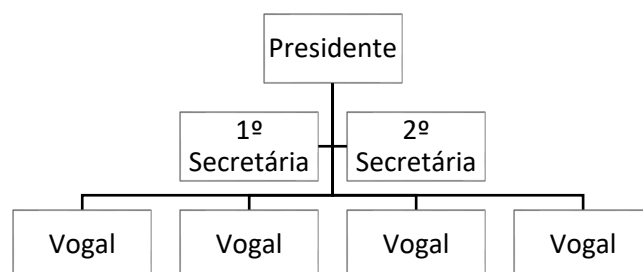 Presidente
1º
Secretária
2º
Secretária
Vogal
Vogal
Vogal
Vogal